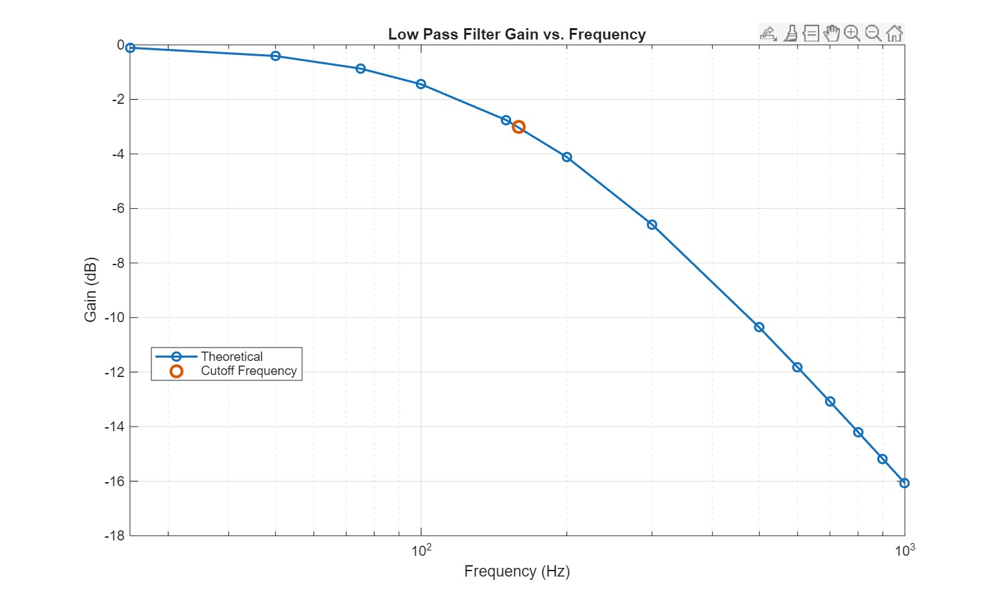 Low Pass Filter Gain vs. Frequency
0
-2
-4
-6
-8
-10
-12
-14
-16
-18
Gain (dB)
Theoretical
Cutoff Frequency
10²
10³
Frequency (Hz)